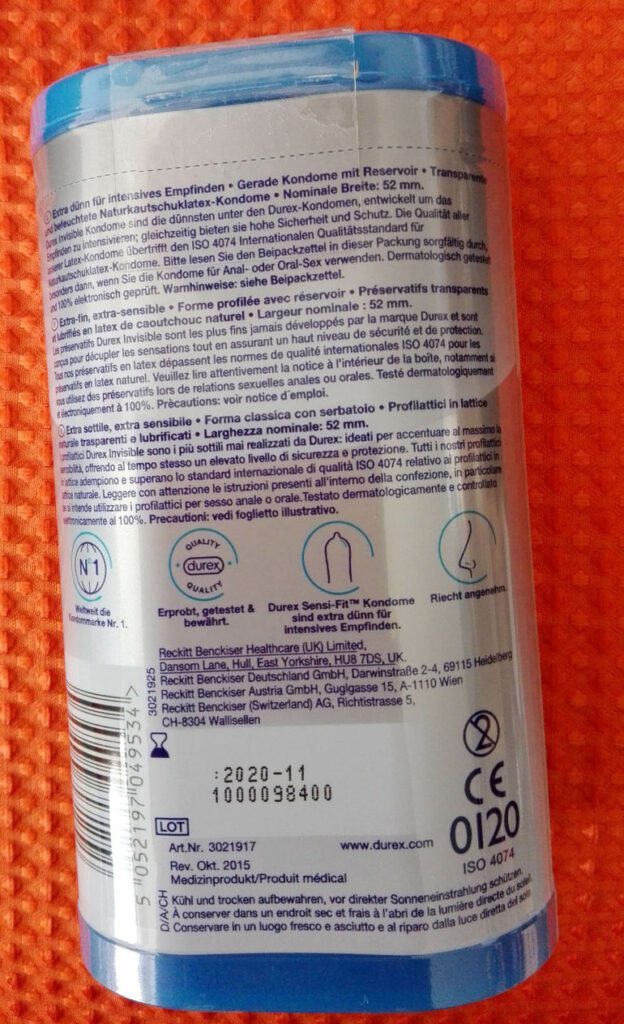 Extra dünn für intensives Empfinden • Gerade Kondome mit Reservoir • Transparente
und befeuchtete Naturkautschuklatex-Kondome • Nominale Breite: 52 mm.
Durex Invisible Kondome sind die dünnsten unter den Durex-Kondomen, entwickelt um das
Empfinden zu intensivieren; gleichzeitig bieten sie hohe Sicherheit und Schutz. Die Qualität aller
unserer Latex-Kondome übertrifft den ISO 4074 Internationalen Qualitätsstandard für
Naturkautschuklatex-Kondome. Bitte lesen Sie den Beipackzettel in dieser Packung sorgfältig durch,
besonders dann, wenn Sie die Kondome für Anal- oder Oral-Sex verwenden. Dermatologisch getestet
und 100% elektronisch geprüft. Warnhinweise: siehe Beipackzettel.
Extra-fin, extra-sensible • Forme profilée avec réservoir • Préservatifs transparents
et lubrifiés en latex de caoutchouc naturel • Largeur nominale : 52 mm.
Les préservatifs Durex Invisible sont les plus fins jamais développés par la marque Durex et sont
conçus pour décupler les sensations tout en assurant un haut niveau de sécurité et de protection.
Tous nos préservatifs en latex dépassent les normes de qualité internationales ISO 4074 pour les
préservatifs en latex naturel. Veuillez lire attentivement la notice à l'intérieur de la boîte, notamment si
vous utilisez des préservatifs lors de relations sexuelles anales ou orales. Testé dermatologiquement
et électroniquement à 100%. Prècautions: voir notice d'emploi.
Extra sottile, extra sensibile • Forma classica con serbatoio • Profilattici in lattice
naturale trasparenti e lubrificati • Larghezza nominale: 52 mm.
I profilattici Durex Invisible sono i più sottili mai realizzati da Durex: ideati per accentuare al massimo la
sensibilità, offrendo al tempo stesso un elevato livello di sicurezza e protezione. Tutti i nostri profilattici
in lattice adempiono e superano lo standard internazionale di qualità ISO 4074 relativo ai profilattici in
lattice naturale. Leggere con attenzione le istruzioni presenti all'interno della confezione, in particolare
se si intende utilizzare i profilattici per sesso anale o orale.Testato dermatologicamente e controllato
elettronicamente al 100%. Precauzioni: vedi foglietto illustrativo.
N°1
Weltweit die
Kondommarke Nr. 1.
QUALITY
durex
QUALITY
Erprobt, getestet &
bewährt.
Durex Sensi-Fit™ Kondome
sind extra dünn für
intensives Empfinden.
Riecht angenehm.
Reckitt Benckiser Healthcare (UK) Limited,
Dansom Lane, Hull, East Yorkshire, HU8 7DS, UK.
Reckitt Benckiser Deutschland GmbH, Darwinstraße 2-4, 69115 Heidelberg
Reckitt Benckiser Austria GmbH, Guglgasse 15, A-1110 Wien
Reckitt Benckiser (Switzerland) AG, Richtistrasse 5,
CH-8304 Wallisellen
3021925
5 052197 049534 >
:2020-11
1000098400
2
CE
0120
ISO 4074
LOT
Art.Nr. 3021917
www.durex.com
Rev. Okt. 2015
Medizinprodukt/Produit médical
D/A/CH
Kühl und trocken aufbewahren, vor direkter Sonneneinstrahlung schützen.
À conserver dans un endroit sec et frais à l'abri de la lumière directe du soleil.
Conservare in un luogo fresco e asciutto e al riparo dalla luce diretta del sole.